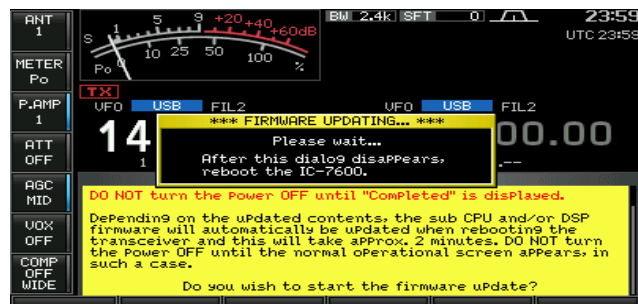 ANT
1
BW 2.4k SFT 0
23:59
UTC 23:59
S 1 5 9 +20 +40 +60dB
Po 0 10 25 50 100 %
METER
Po
P.AMP
1
TX
VFO USB FIL2
VFO USB FIL2
14
00.00
1
.--
*** FIRMWARE UPDATING... ***
Please wait...
After this dialog disappears,
reboot the IC-7600.
ATT
OFF
AGC
MID
VOX
OFF
COMP
OFF
WIDE
DO NOT turn the Power OFF until "Completed" is displayed.
Depending on the updated contents, the sub CPU and/or DSP
firmware will automatically be updated when rebooting the
transceiver and this will take approx. 2 minutes. DO NOT turn
the Power OFF until the normal operational screen appears, in
such a case.
Do you wish to start the firmware update?